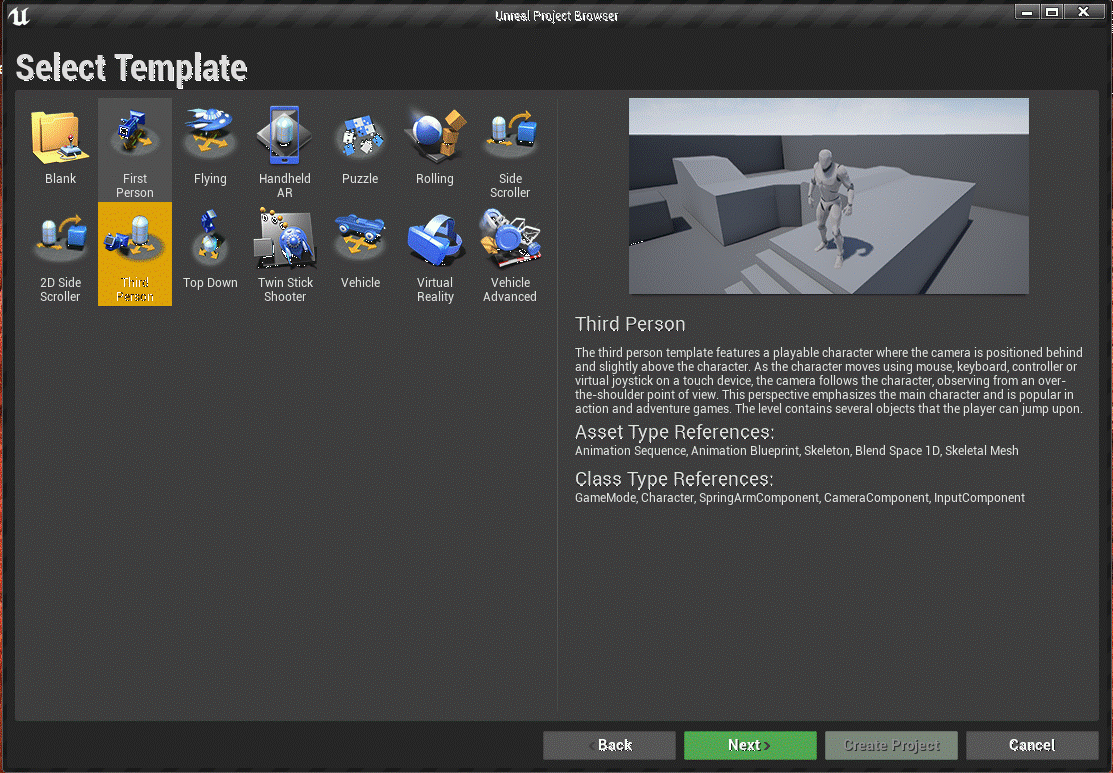 Unreal Project Browser
Select Template
Blank
First
Person
Flying
Handheld
AR
Puzzle
Rolling
Side
Scroller
2D Side
Scroller
Third
Person
Top Down
Twin Stick
Shooter
Vehicle
Virtual
Reality
Vehicle
Advanced
Third Person
The third person template features a playable character where the camera is positioned behind
and slightly above the character. As the character moves using mouse, keyboard, controller or
virtual joystick on a touch device, the camera follows the character, observing from an over-
the-shoulder point of view. This perspective emphasizes the main character and is popular in
action and adventure games. The level contains several objects that the player can jump upon.
Asset Type References:
Animation Sequence, Animation Blueprint, Skeleton, Blend Space 1D, Skeletal Mesh
Class Type References:
GameMode, Character, SpringArmComponent, CameraComponent, InputComponent
< Back
Next >
Create Project
Cancel